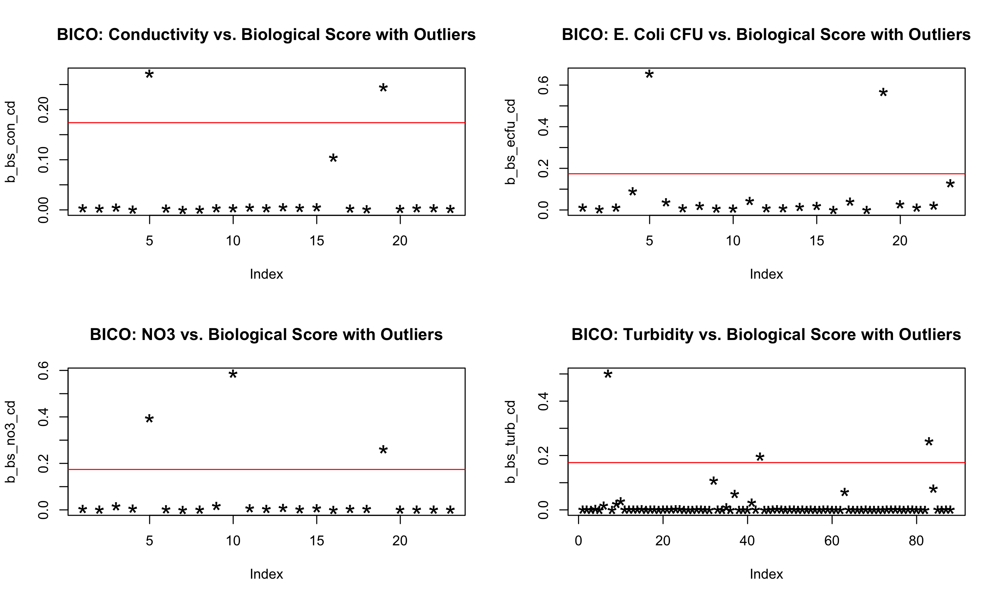 BICO: Conductivity vs. Biological Score with Outliers
b_bs_con_cd
0.00
0.10
0.20
5
10
15
20
Index
BICO: E. Coli CFU vs. Biological Score with Outliers
b_bs_ecfu_cd
0.0
0.2
0.4
0.6
5
10
15
20
Index
BICO: NO3 vs. Biological Score with Outliers
b_bs_no3_cd
0.0
0.2
0.4
0.6
5
10
15
20
Index
BICO: Turbidity vs. Biological Score with Outliers
b_bs_turb_cd
0.0
0.2
0.4
0
20
40
60
80
Index